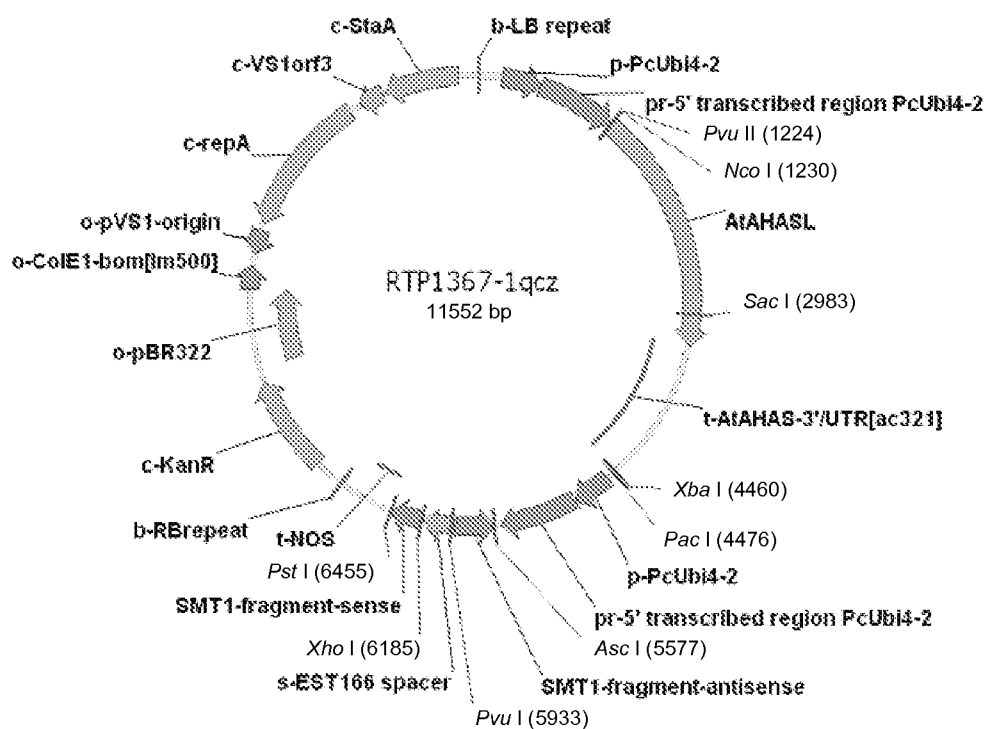 c-StaA
b-LB repeat
p-PcUbi4-2
c-VS1orf3
pr-5' transcribed region PcUbi4-2
Pvu II (1224)
Nco I (1230)
c-repA
AtAHASL
o-pVS1-origin
o-ColE1-bom[lm500]
RTP1367-1qcz
11552 bp
Sac I (2983)
o-pBR322
t-AtAHAS-3'/UTR[ac321]
c-KanR
Xba I (4460)
Pac I (4476)
b-RBrepeat
t-NOS
Pst I (6455)
p-PcUbi4-2
SMT1-fragment-sense
pr-5' transcribed region PcUbi4-2
Xho I (6185)
Asc I (5577)
s-EST166 spacer
SMT1-fragment-antisense
Pvu I (5933)